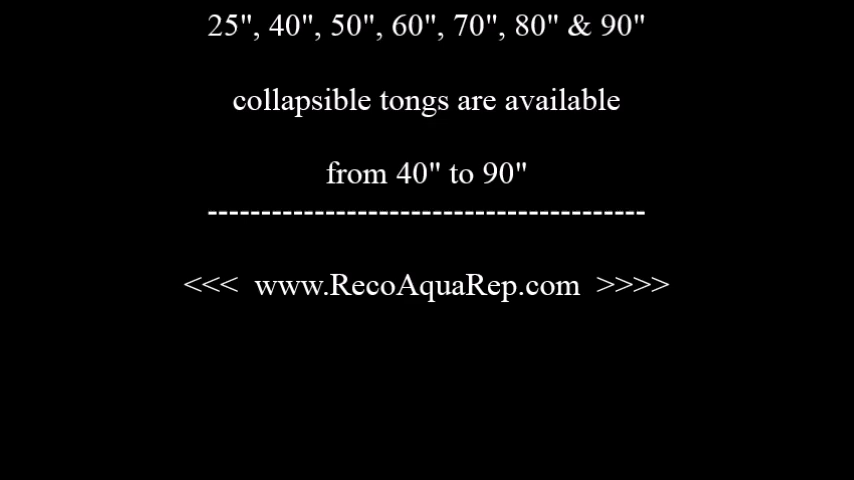 25", 40", 50", 60", 70", 80" & 90"
collapsible tongs are available
from 40" to 90"
-----------------------------------------
<<< www.RecoAquaRep.com >>>>